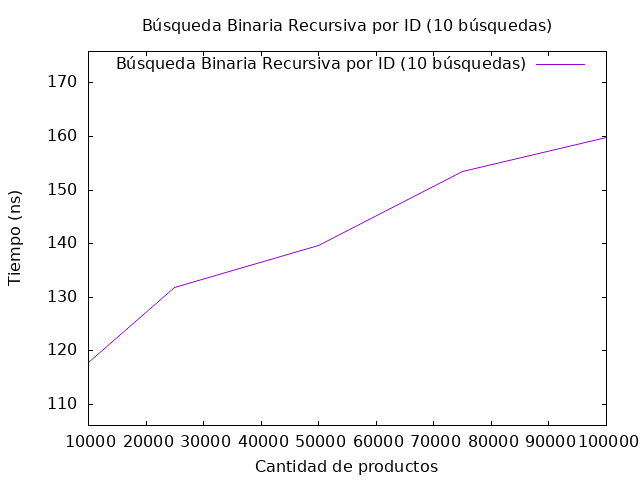 Búsqueda Binaria Recursiva por ID (10 búsquedas)
Búsqueda Binaria Recursiva por ID (10 búsquedas)
170
160
150
140
130
120
110
Tiempo (ns)
10000 20000 30000 40000 50000 60000 70000 80000 90000 100000
Cantidad de productos